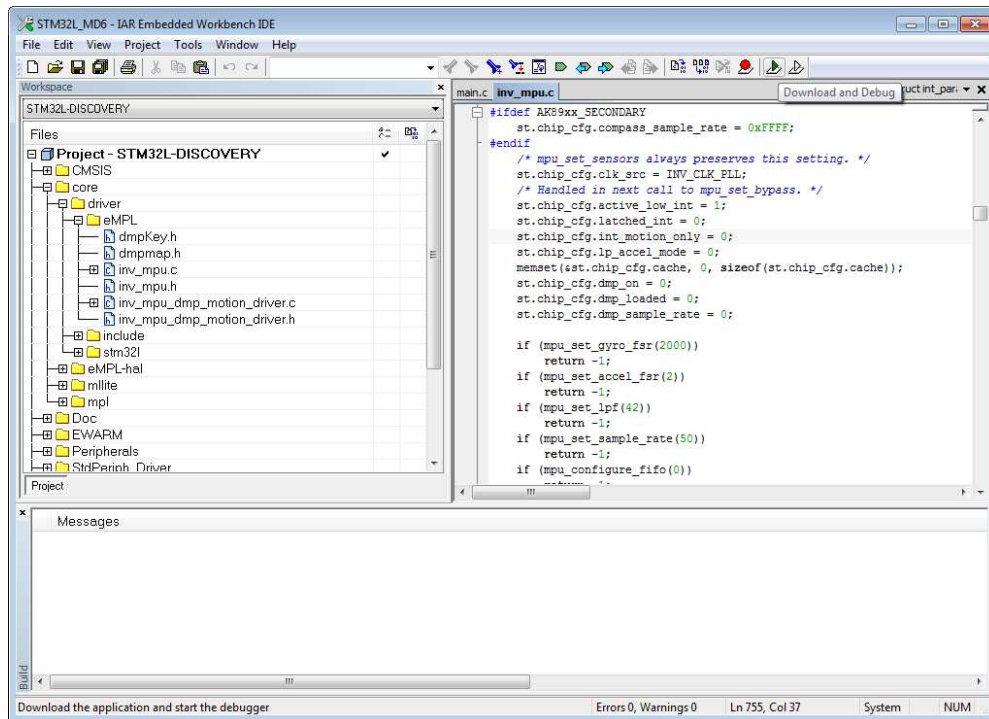 STM32L_MD6 - IAR Embedded Workbench IDE
File Edit View Project Tools Window Help
Workspace
STM32L-DISCOVERY
Files
Project - STM32L-DISCOVERY
CMSIS
core
driver
eMPL
dmpKey.h
dmpmap.h
inv_mpu.c
inv_mpu.h
inv_mpu_dmp_motion_driver.c
inv_mpu_dmp_motion_driver.h
include
stm32l
eMPL-hal
mllite
mpl
Doc
EWARM
Peripherals
StdPeriph_Driver
Project
main.c inv_mpu.c
Download and Debug
uct int_par
#ifdef AK89xx_SECONDARY
st.chip_cfg.compass_sample_rate = 0xFFFF;
#endif
/* mpu_set_sensors always preserves this setting. */
st.chip_cfg.clk_src = INV_CLK_PLL;
/* Handled in next call to mpu_set_bypass. */
st.chip_cfg.active_low_int = 1;
st.chip_cfg.latched_int = 0;
st.chip_cfg.int_motion_only = 0;
st.chip_cfg.lp_accel_mode = 0;
memset(&st.chip_cfg.cache, 0, sizeof(st.chip_cfg.cache));
st.chip_cfg.dmp_on = 0;
st.chip_cfg.dmp_loaded = 0;
st.chip_cfg.dmp_sample_rate = 0;
if (mpu_set_gyro_fsr(2000))
return -1;
if (mpu_set_accel_fsr(2))
return -1;
if (mpu_set_lpf(42))
return -1;
if (mpu_set_sample_rate(50))
return -1;
if (mpu_configure_fifo(0))
Messages
Build
Download the application and start the debugger
Errors 0, Warnings 0
Ln 755, Col 37
System
NUM